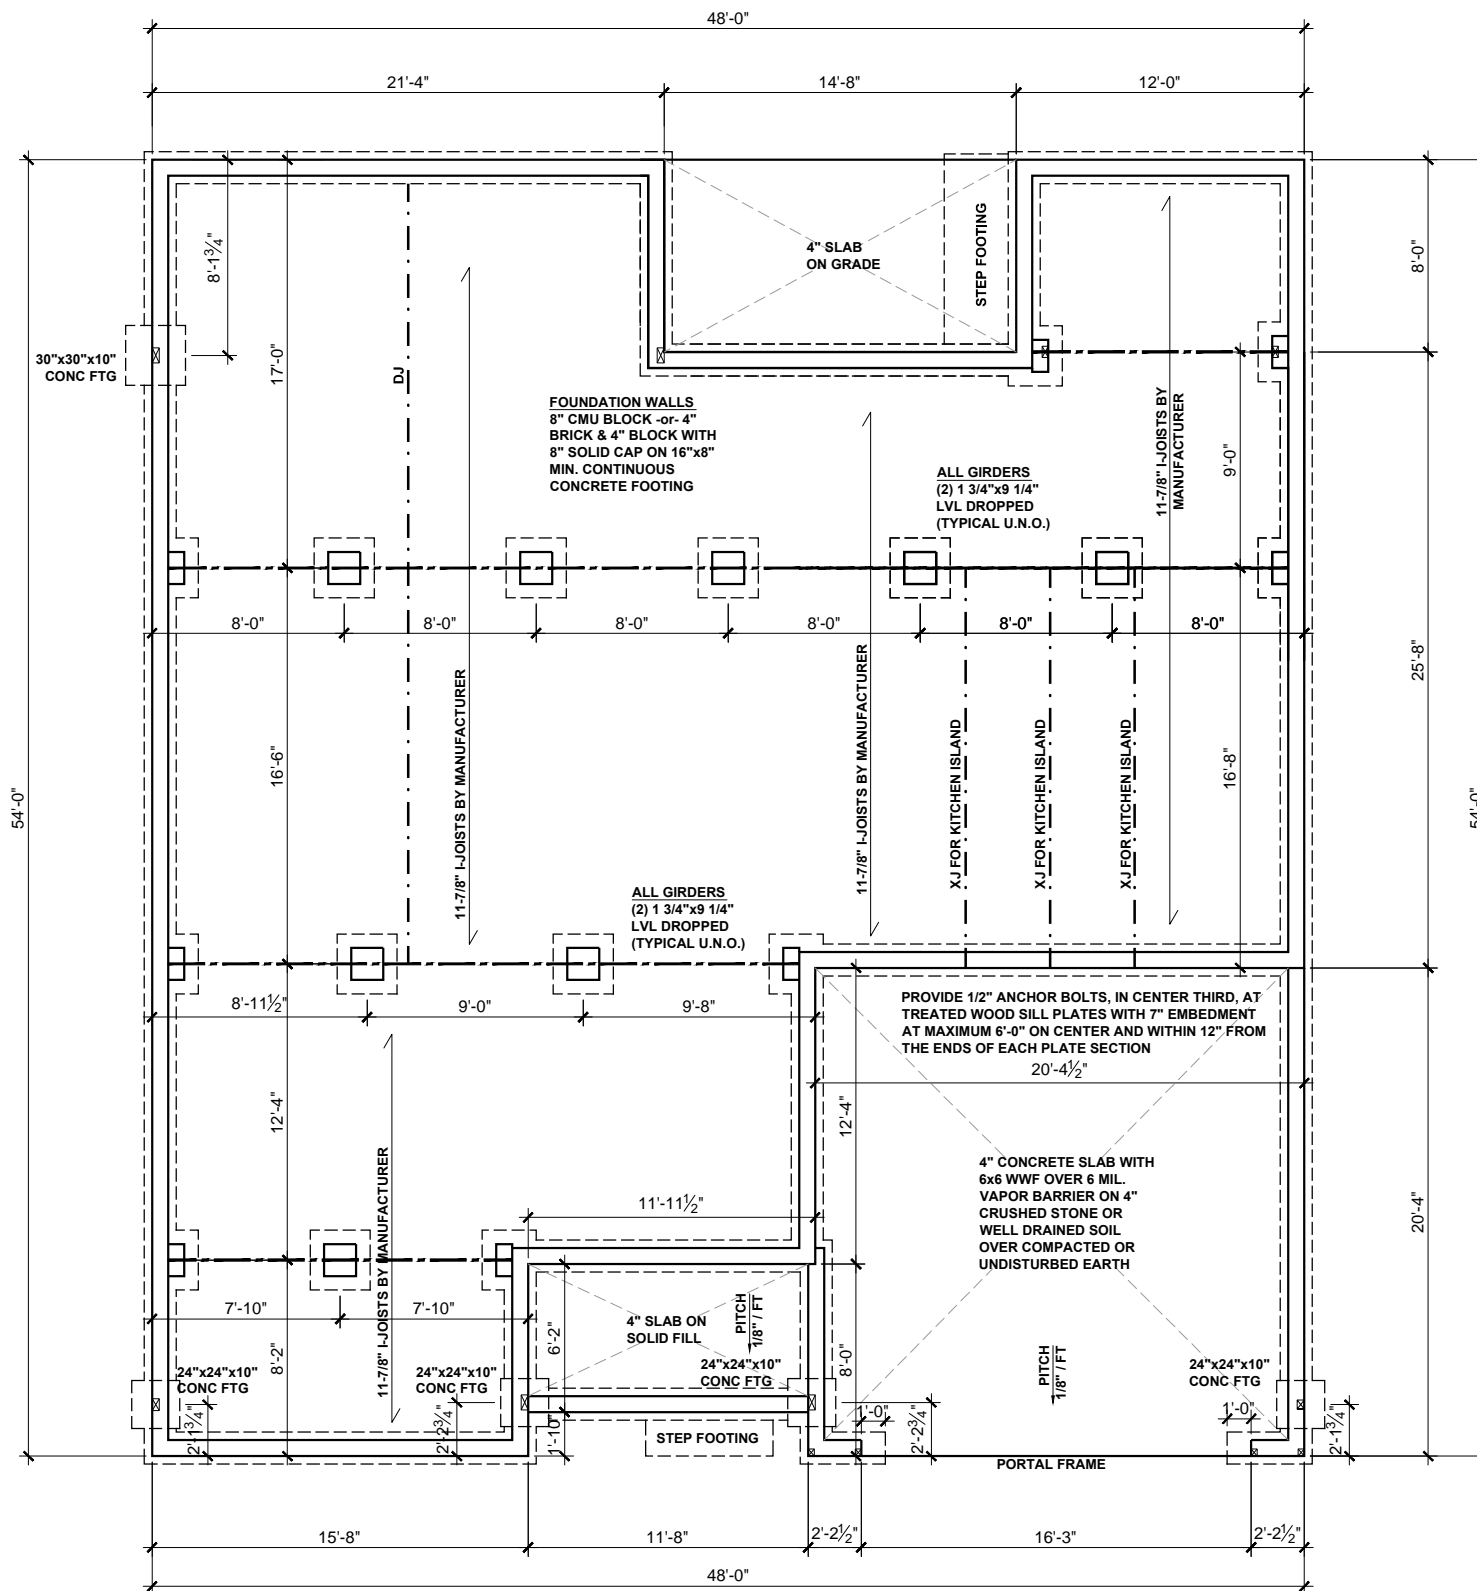 48'-0"
21'-4"
14'-8"
12'-0"
8'-1¾"
17'-0"
4" SLAB
ON GRADE
STEP FOOTING
8'-0"
30"x30"x10"
CONC FTG
DJ
FOUNDATION WALLS
8" CMU BLOCK -or- 4"
BRICK & 4" BLOCK WITH
8" SOLID CAP ON 16"x8"
MIN. CONTINUOUS
CONCRETE FOOTING
ALL GIRDERS
(2) 1 3/4"x9 1/4"
LVL DROPPED
(TYPICAL U.N.O.)
11-7/8" I-JOISTS BY
MANUFACTURER
9'-0"
8'-0"
8'-0"
8'-0"
8'-0"
8'-0"
8'-0"
25'-8"
11-7/8" I-JOISTS BY MANUFACTURER
11-7/8" I-JOISTS BY MANUFACTURER
XJ FOR KITCHEN ISLAND
XJ FOR KITCHEN ISLAND
XJ FOR KITCHEN ISLAND
16'-6"
16'-8"
54'-0"
54'-0"
ALL GIRDERS
(2) 1 3/4"x9 1/4"
LVL DROPPED
(TYPICAL U.N.O.)
8'-11½"
9'-0"
9'-8"
PROVIDE 1/2" ANCHOR BOLTS, IN CENTER THIRD, AT
TREATED WOOD SILL PLATES WITH 7" EMBEDMENT
AT MAXIMUM 6'-0" ON CENTER AND WITHIN 12" FROM
THE ENDS OF EACH PLATE SECTION
20'-4½"
12'-4"
12'-4"
11-7/8" I-JOISTS BY MANUFACTURER
11'-11½"
4" CONCRETE SLAB WITH
6x6 WWF OVER 6 MIL.
VAPOR BARRIER ON 4"
CRUSHED STONE OR
WELL DRAINED SOIL
OVER COMPACTED OR
UNDISTURBED EARTH
20'-4"
7'-10"
7'-10"
8'-2"
6'-2"
4" SLAB ON
SOLID FILL
PITCH
1/8" / FT
8'-0"
24"x24"x10"
CONC FTG
24"x24"x10"
CONC FTG
24"x24"x10"
CONC FTG
PITCH
1/8" / FT
24"x24"x10"
CONC FTG
2'-1¾"
2'-2¾"
1'-10"
1'-0"
2'-2¾"
1'-0"
2'-1¾"
STEP FOOTING
PORTAL FRAME
15'-8"
11'-8"
2'-2½"
16'-3"
2'-2½"
48'-0"